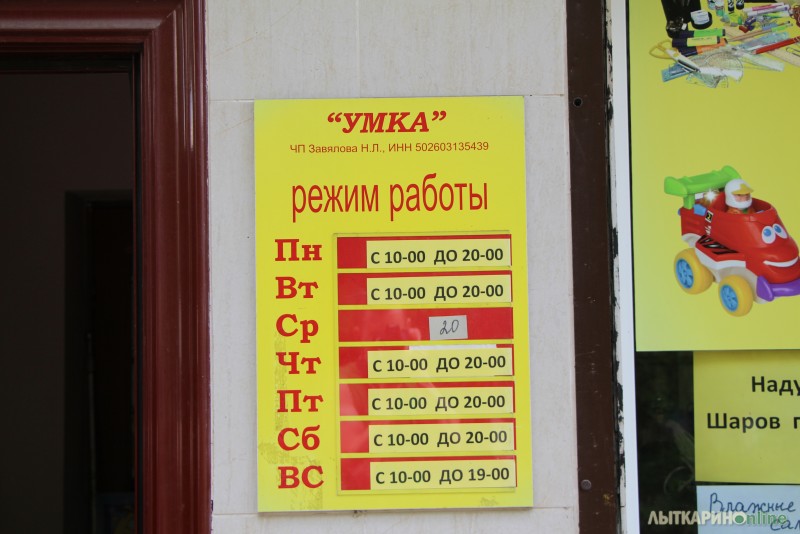 “УМКА”
ЧП Завялова Н.Л., ИНН 502603135439
режим работы
Пн С 10-00 ДО 20-00
Вт С 10-00 ДО 20-00
Ср 20
Чт С 10-00 ДО 20-00
Пт С 10-00 ДО 20-00
Сб С 10-00 ДО 20-00
ВС С 10-00 ДО 19-00
Наду
Шаров п
Влажные
Сал
ЛЫТКАРИНОonline